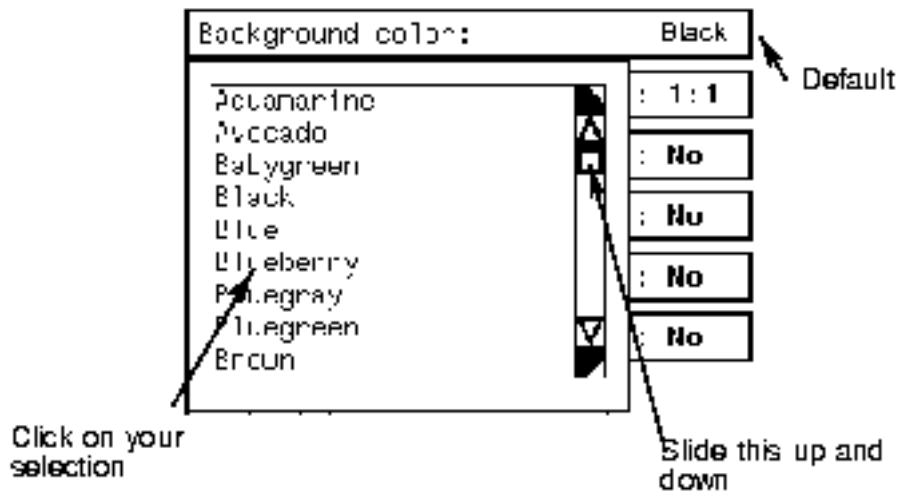 Background color: Black
Default
Aquamarine
: 1:1
Avocado
Babygreen
: No
Black
Blue
: No
Blueberry
: No
Bluegray
Bluegreen
: No
Brown
Click on your
selection
Slide this up and
down